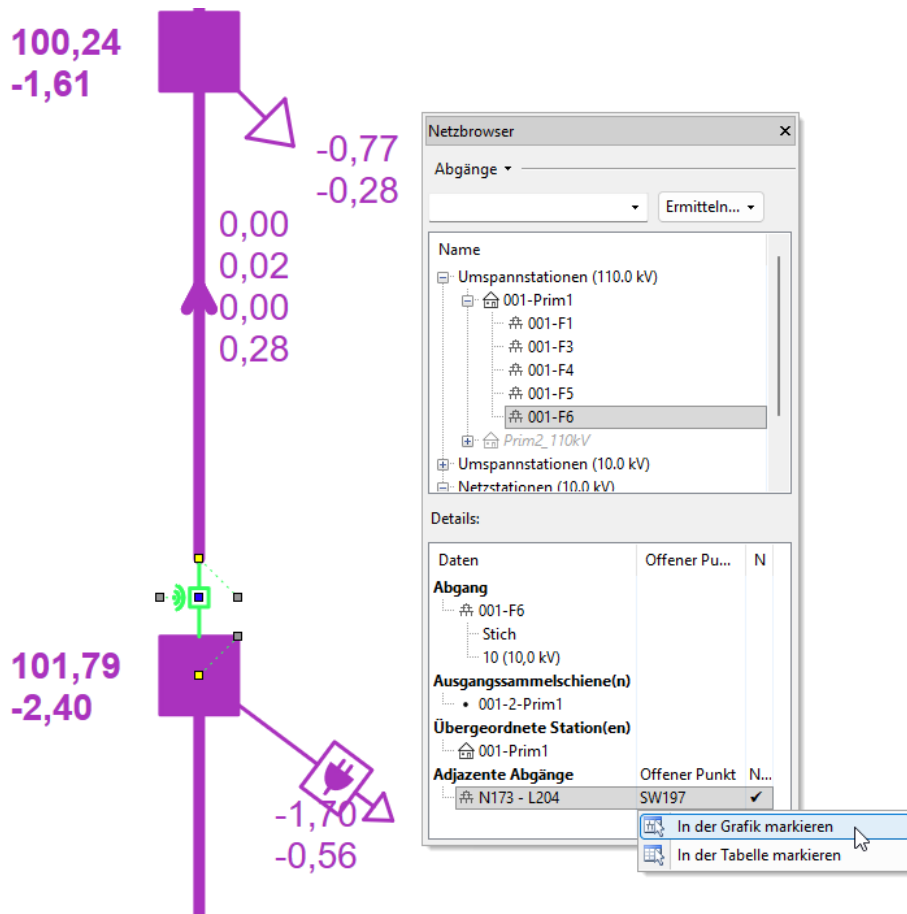 100,24
-1,61
-0,77
-0,28
0,00
0,02
0,00
0,28
101,79
-2,40
-1,70
-0,56
Netzbrowser
Abgänge
Ermitteln...
Name
Umspannstationen (110.0 kV)
001-Prim1
001-F1
001-F3
001-F4
001-F5
001-F6
Prim2_110kV
Umspannstationen (10.0 kV)
Netzstationen (10.0 kV)
Details:
Daten Offener Pu... N
Abgang
001-F6
Stich
10 (10,0 kV)
Ausgangssammelschiene(n)
001-2-Prim1
Übergeordnete Station(en)
001-Prim1
Adjazente Abgänge Offener Punkt N...
N173 - L204 SW197 ✓
In der Grafik markieren
In der Tabelle markieren